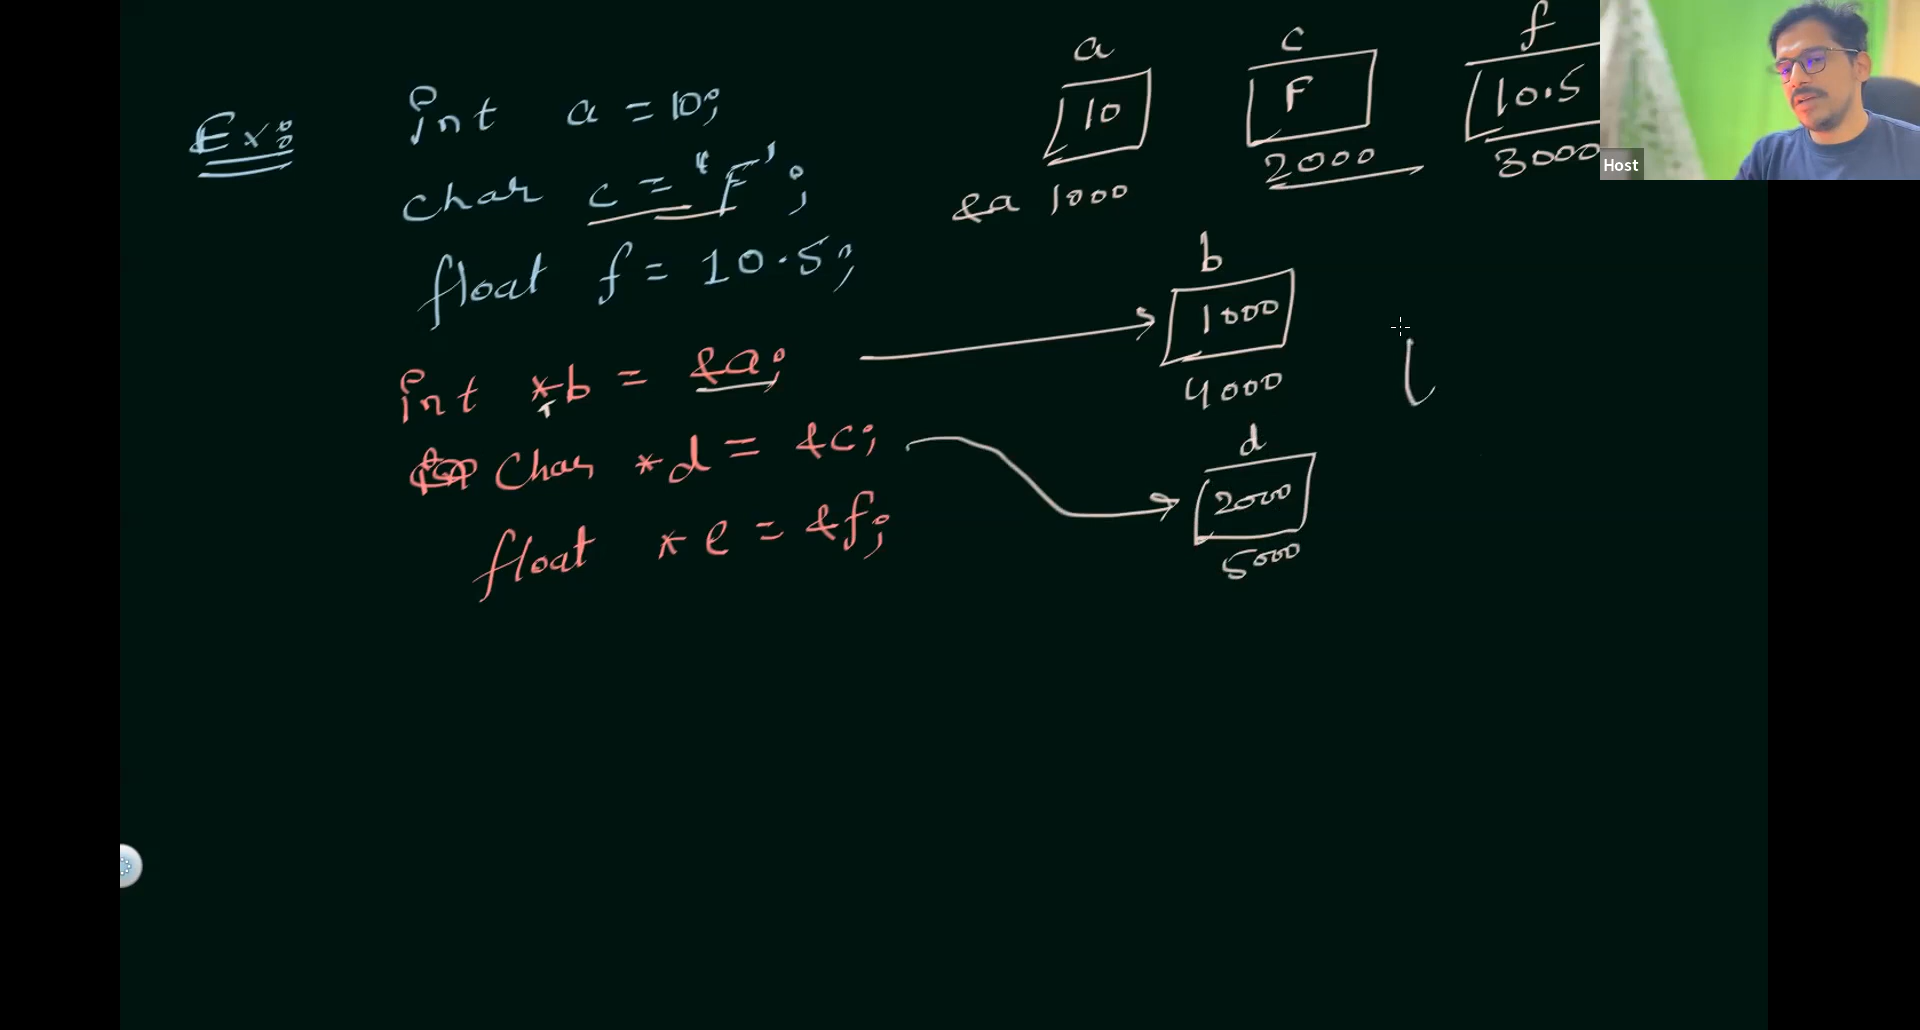 Ex:
int a = 10;
char c = 'F';
float f = 10.5;
int *b = &a;
char *d = &c;
float *e = &f;
a
10
&a 1000
c
F
2000
f
10.5
3000
b
1000
4000
d
2000
5000
Host